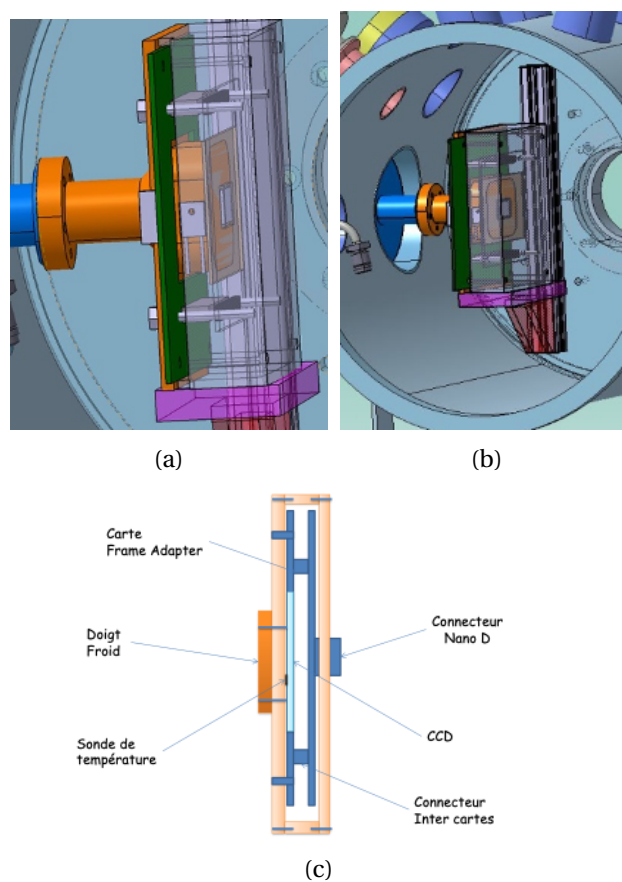 (a)
(b)
Carte
Frame Adapter
Doigt
Froid
Connecteur
Nano D
Sonde de
température
CCD
Connecteur
Inter cartes
(c)